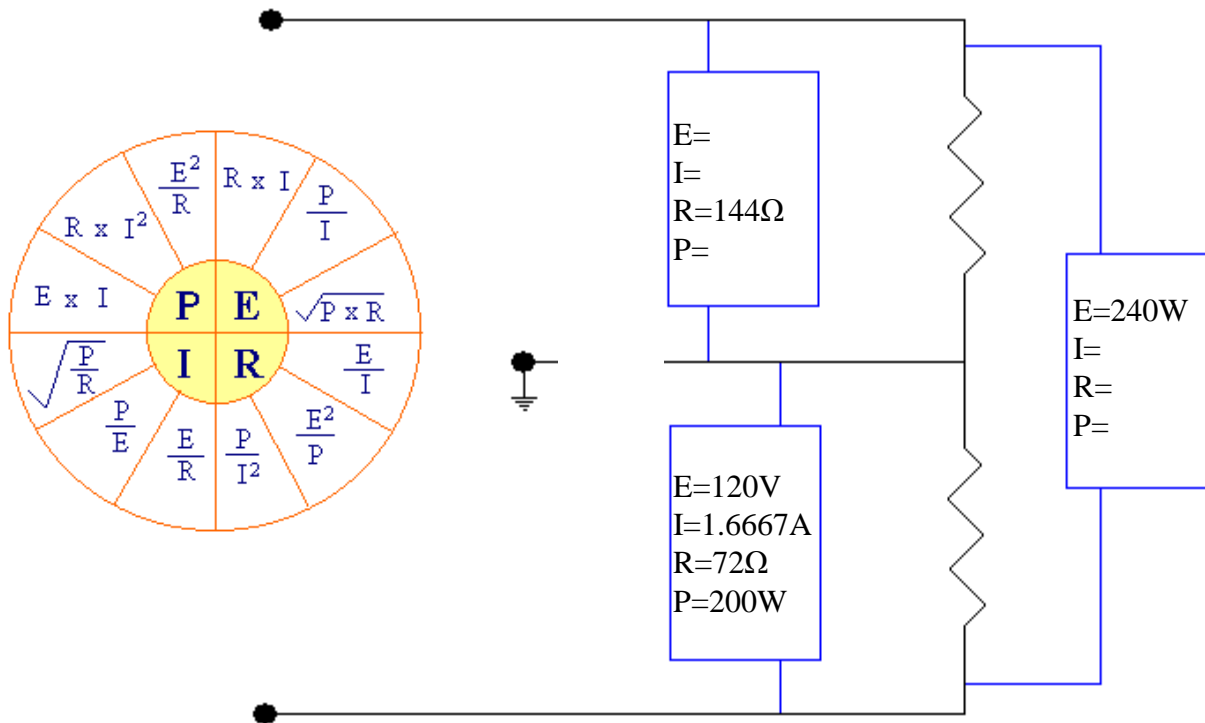 E²/R
R x I
P/I
R x I²
E x I
√(P x R)
P
E
I
R
√(P/R)
E/I
P/E
E/R
P/I²
E²/P
E=
I=
R=144Ω
P=
E=120V
I=1.6667A
R=72Ω
P=200W
E=240W
I=
R=
P=